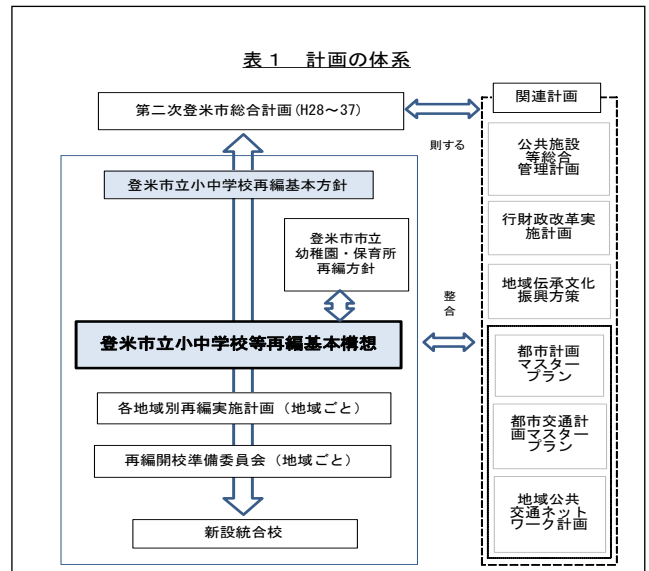 表１　計画の体系
第二次登米市総合計画(H28～37)
登米市立小中学校再編基本方針
登米市市立
幼稚園・保育所
再編方針
登米市立小中学校等再編基本構想
各地域別再編実施計画（地域ごと）
再編開校準備委員会（地域ごと）
新設統合校
則する
整
合
関連計画
公共施設
等総合
管理計画
行財政改革実
施計画
地域伝承文化
振興方策
都市計画
マスター
プラン
都市交通計
画マスター
プラン
地域公共
交通ネット
ワーク計画